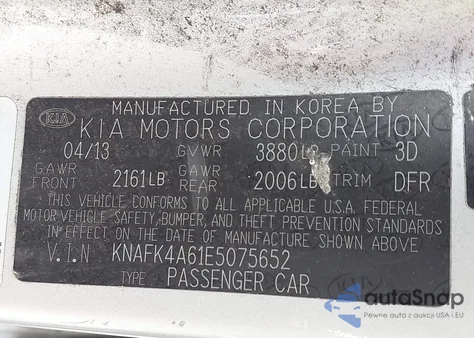 MANUFACTURED IN KOREA BY
KIA KIA MOTORS CORPORATION
04/13 GVWR 3880LB PAINT 3D
GAWR FRONT 2161LB GAWR REAR 2006LB TRIM DFR
THIS VEHICLE CONFORMS TO ALL APPLICABLE U.S.A. FEDERAL
MOTOR VEHICLE SAFETY, BUMPER, AND THEFT PREVENTION
STANDARDS IN EFFECT ON THE
DATE OF MANUFACTURE SHOWN ABOVE
V.I.N KNAFK4A61E5075652
TYPE PASSENGER CAR
autoSnap
Pewne auta z aukcji USA i EU